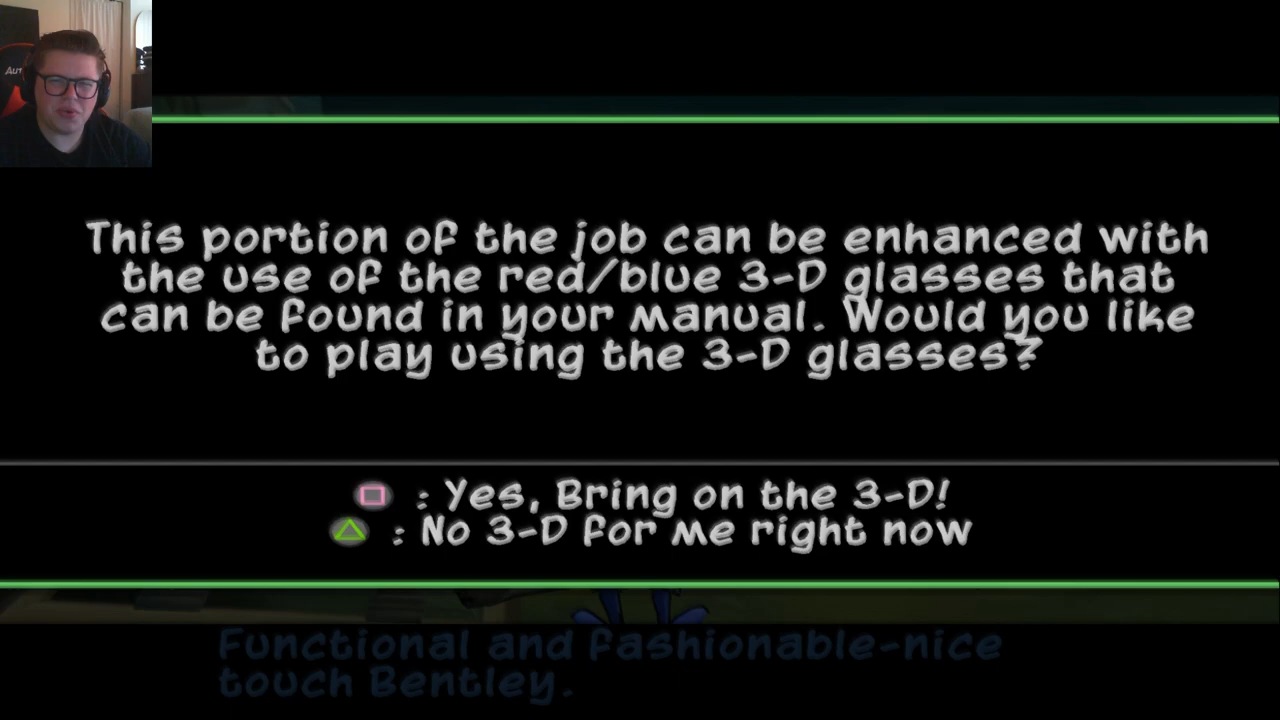 This portion of the job can be enhanced with
the use of the red/blue 3-D glasses that
can be found in your manual. Would you like
to play using the 3-D glasses?
: Yes, Bring on the 3-D!
: No 3-D for me right now
Functional and fashionable-nice
touch Bentley.